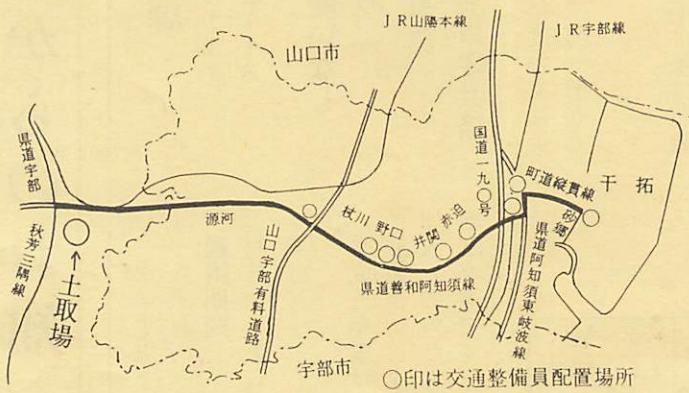 JR山陽本線
JR宇部線
山口市
県道宇部
秋芳三隅線
土取場
源河
山口宇部有料道路
杖川
野口
井関
赤迫
国道一九〇号
町道縦貫線
干拓
砂郷
県道善和阿知須線
県道阿知須東岐波線
宇部市
〇印は交通整備員配置場所